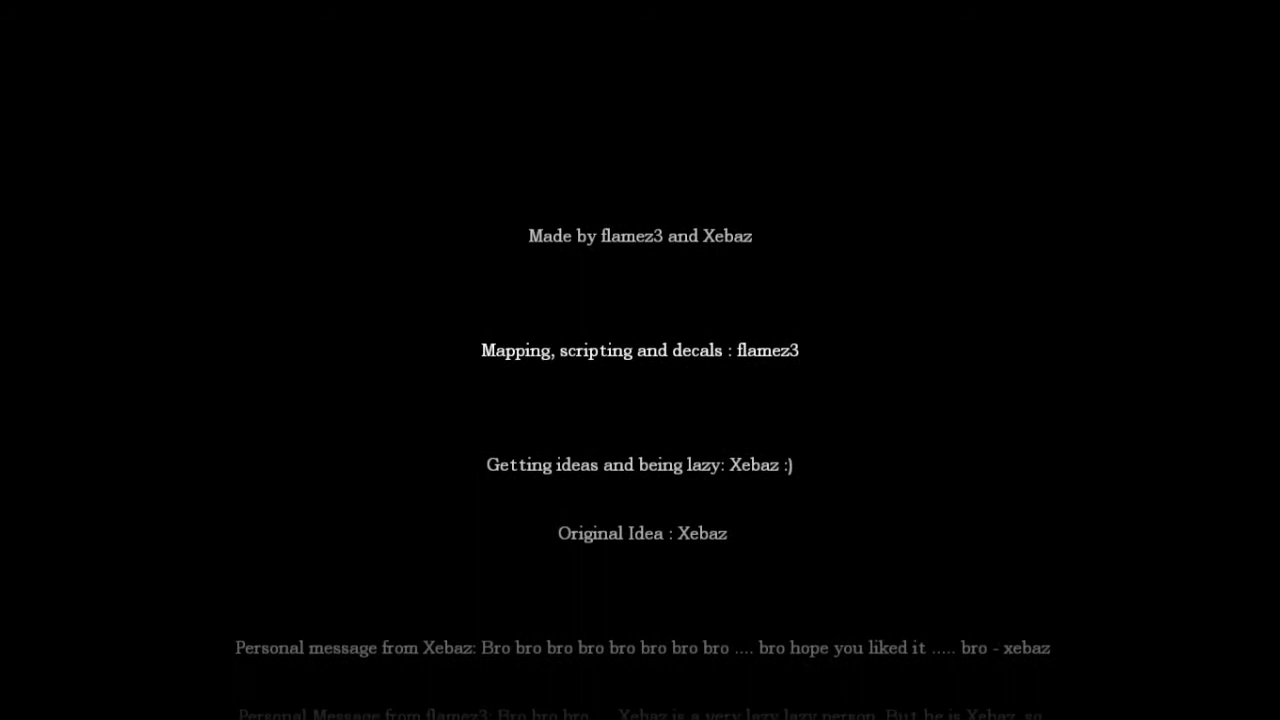 Made by flamez3 and Xebaz
Mapping, scripting and decals : flamez3
Getting ideas and being lazy: Xebaz :)
Original Idea : Xebaz
Personal message from Xebaz: Bro bro bro bro bro bro bro bro .... bro hope you liked it ..... bro - xebaz
Personal Message from flamez3: Bro bro bro ... Xebaz is a very lazy lazy person. But he is Xebaz, so